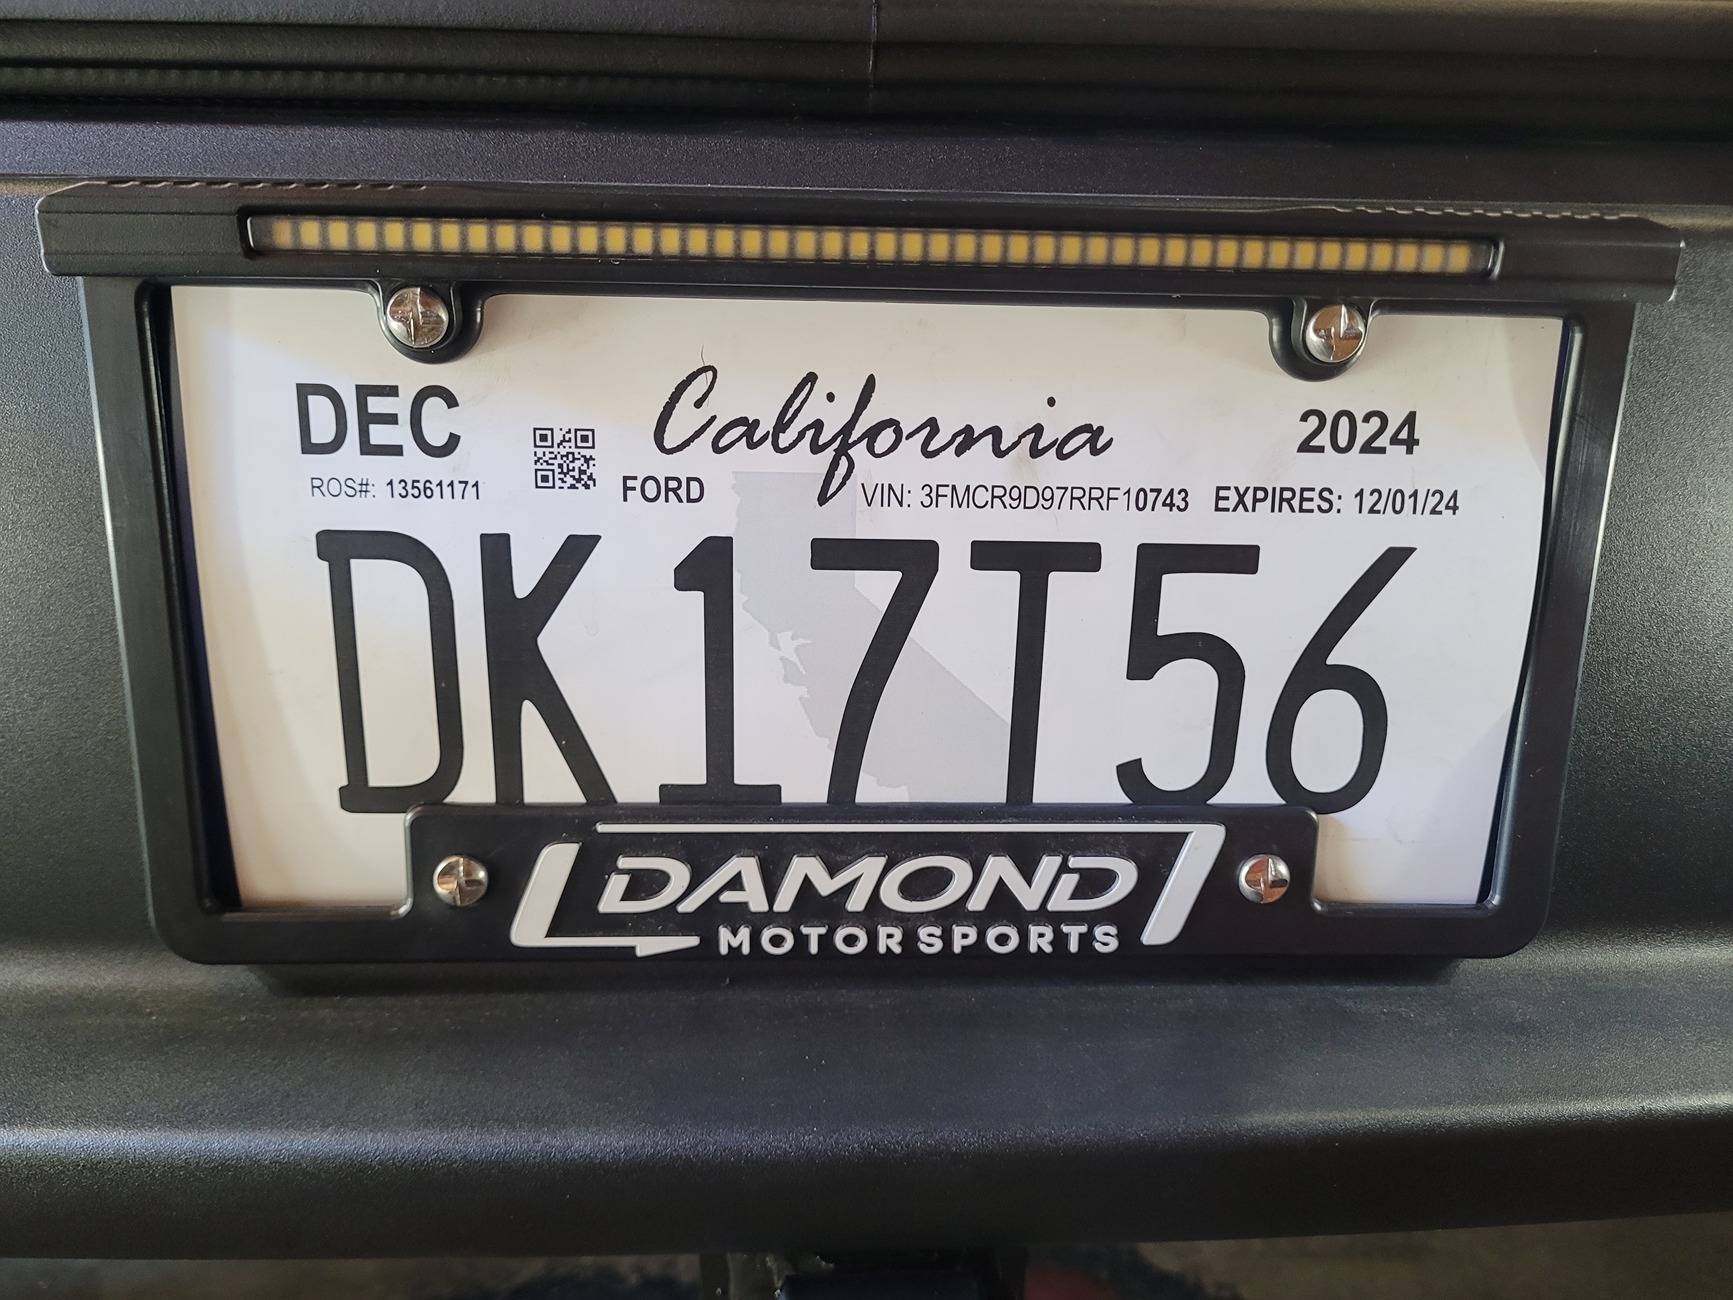 DEC California 2024
ROS#: 13561171 FORD VIN: 3FMCR9D97RRF10743 EXPIRES: 12/01/24
DK17T56
DAMOND
MOTORSPORTS